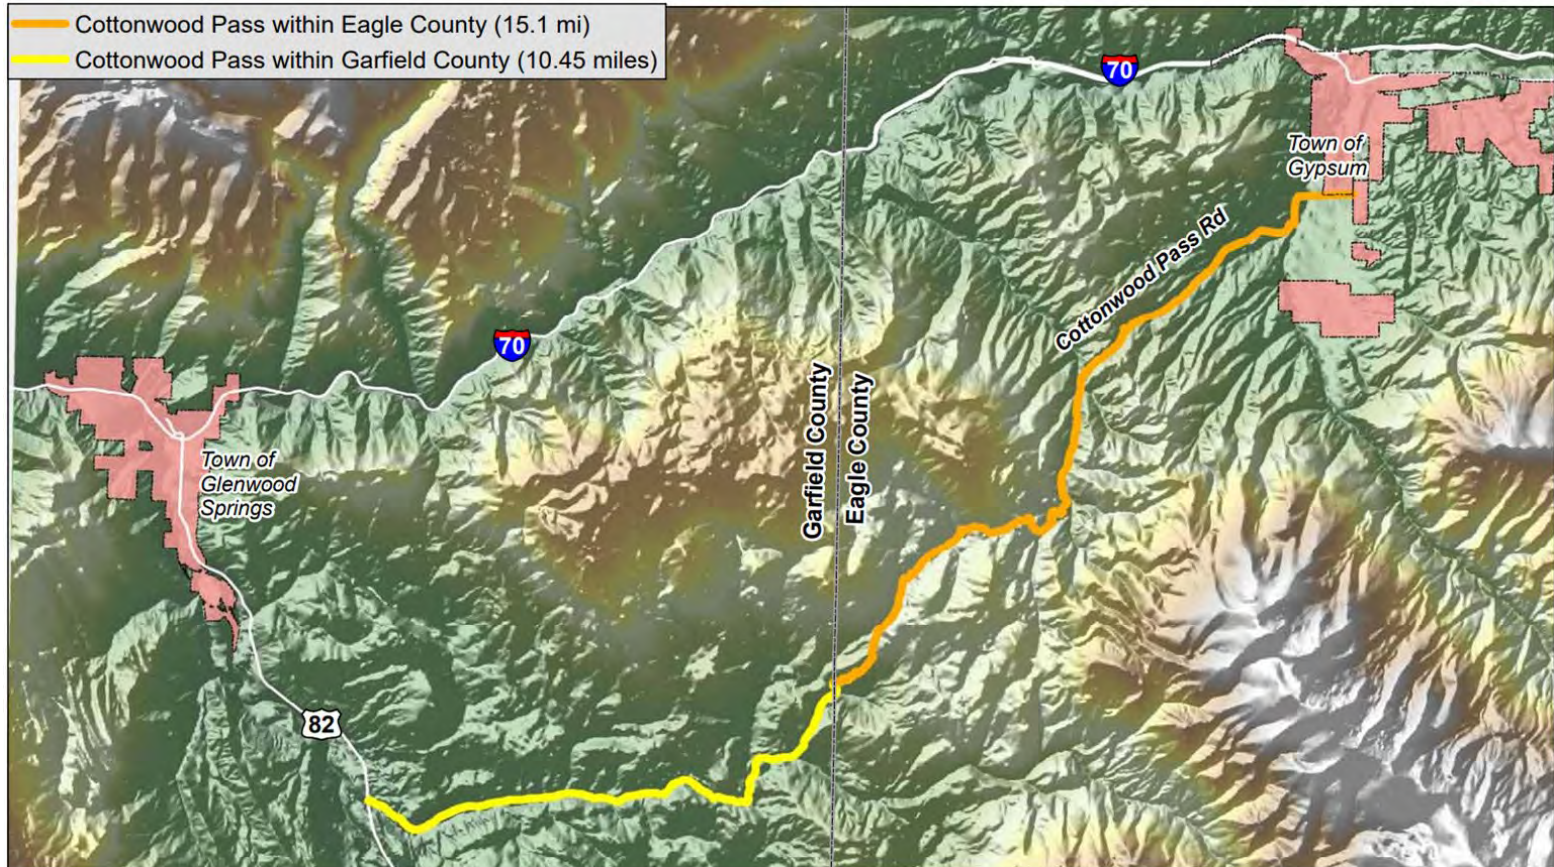 Cottonwood Pass within Eagle County (15.1 mi)
Cottonwood Pass within Garfield County (10.45 miles)
70
Town of
Gypsum
Cottonwood Pass Rd
70
Garfield County
Eagle County
Town of
Glenwood
Springs
82